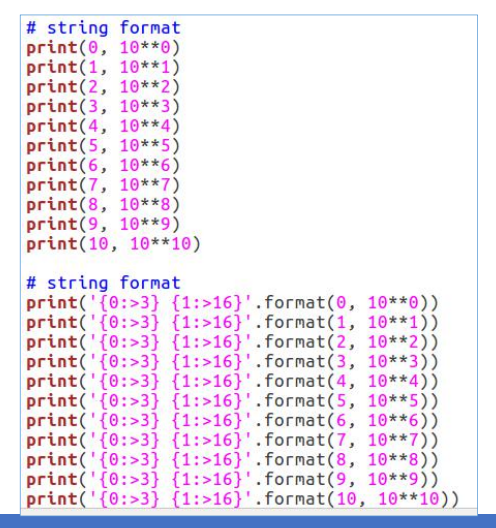 # string format
print(0, 10**0)
print(1, 10**1)
print(2, 10**2)
print(3, 10**3)
print(4, 10**4)
print(5, 10**5)
print(6, 10**6)
print(7, 10**7)
print(8, 10**8)
print(9, 10**9)
print(10, 10**10)
# string format
print('{0:>3} {1:>16}'.format(0, 10**0))
print('{0:>3} {1:>16}'.format(1, 10**1))
print('{0:>3} {1:>16}'.format(2, 10**2))
print('{0:>3} {1:>16}'.format(3, 10**3))
print('{0:>3} {1:>16}'.format(4, 10**4))
print('{0:>3} {1:>16}'.format(5, 10**5))
print('{0:>3} {1:>16}'.format(6, 10**6))
print('{0:>3} {1:>16}'.format(7, 10**7))
print('{0:>3} {1:>16}'.format(8, 10**8))
print('{0:>3} {1:>16}'.format(9, 10**9))
print('{0:>3} {1:>16}'.format(10, 10**10))